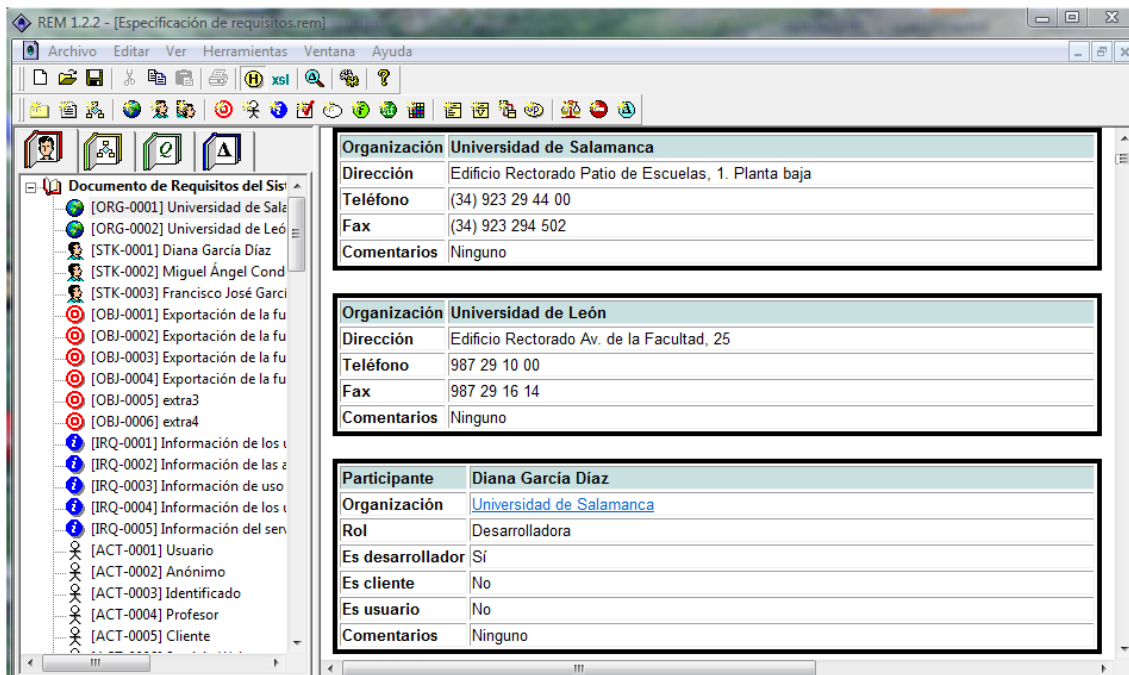 REM 1.2.2 - [Especificación de requisitos.rem]
Archivo Editar Ver Herramientas Ventana Ayuda
H xsl
Q A
Documento de Requisitos del Sist
[ORG-0001] Universidad de Sala
[ORG-0002] Universidad de Leó
[STK-0001] Diana García Díaz
[STK-0002] Miguel Ángel Cond
[STK-0003] Francisco José Garcí
[OBJ-0001] Exportación de la fu
[OBJ-0002] Exportación de la fu
[OBJ-0003] Exportación de la fu
[OBJ-0004] Exportación de la fu
[OBJ-0005] extra3
[OBJ-0006] extra4
[IRQ-0001] Información de los u
[IRQ-0002] Información de las a
[IRQ-0003] Información de uso
[IRQ-0004] Información de los u
[IRQ-0005] Información del serv
[ACT-0001] Usuario
[ACT-0002] Anónimo
[ACT-0003] Identificado
[ACT-0004] Profesor
[ACT-0005] Cliente
Organización Universidad de Salamanca
Dirección Edificio Rectorado Patio de Escuelas, 1. Planta baja
Teléfono (34) 923 29 44 00
Fax (34) 923 294 502
Comentarios Ninguno
Organización Universidad de León
Dirección Edificio Rectorado Av. de la Facultad, 25
Teléfono 987 29 10 00
Fax 987 29 16 14
Comentarios Ninguno
Participante Diana García Díaz
Organización Universidad de Salamanca
Rol Desarrolladora
Es desarrollador Sí
Es cliente No
Es usuario No
Comentarios Ninguno